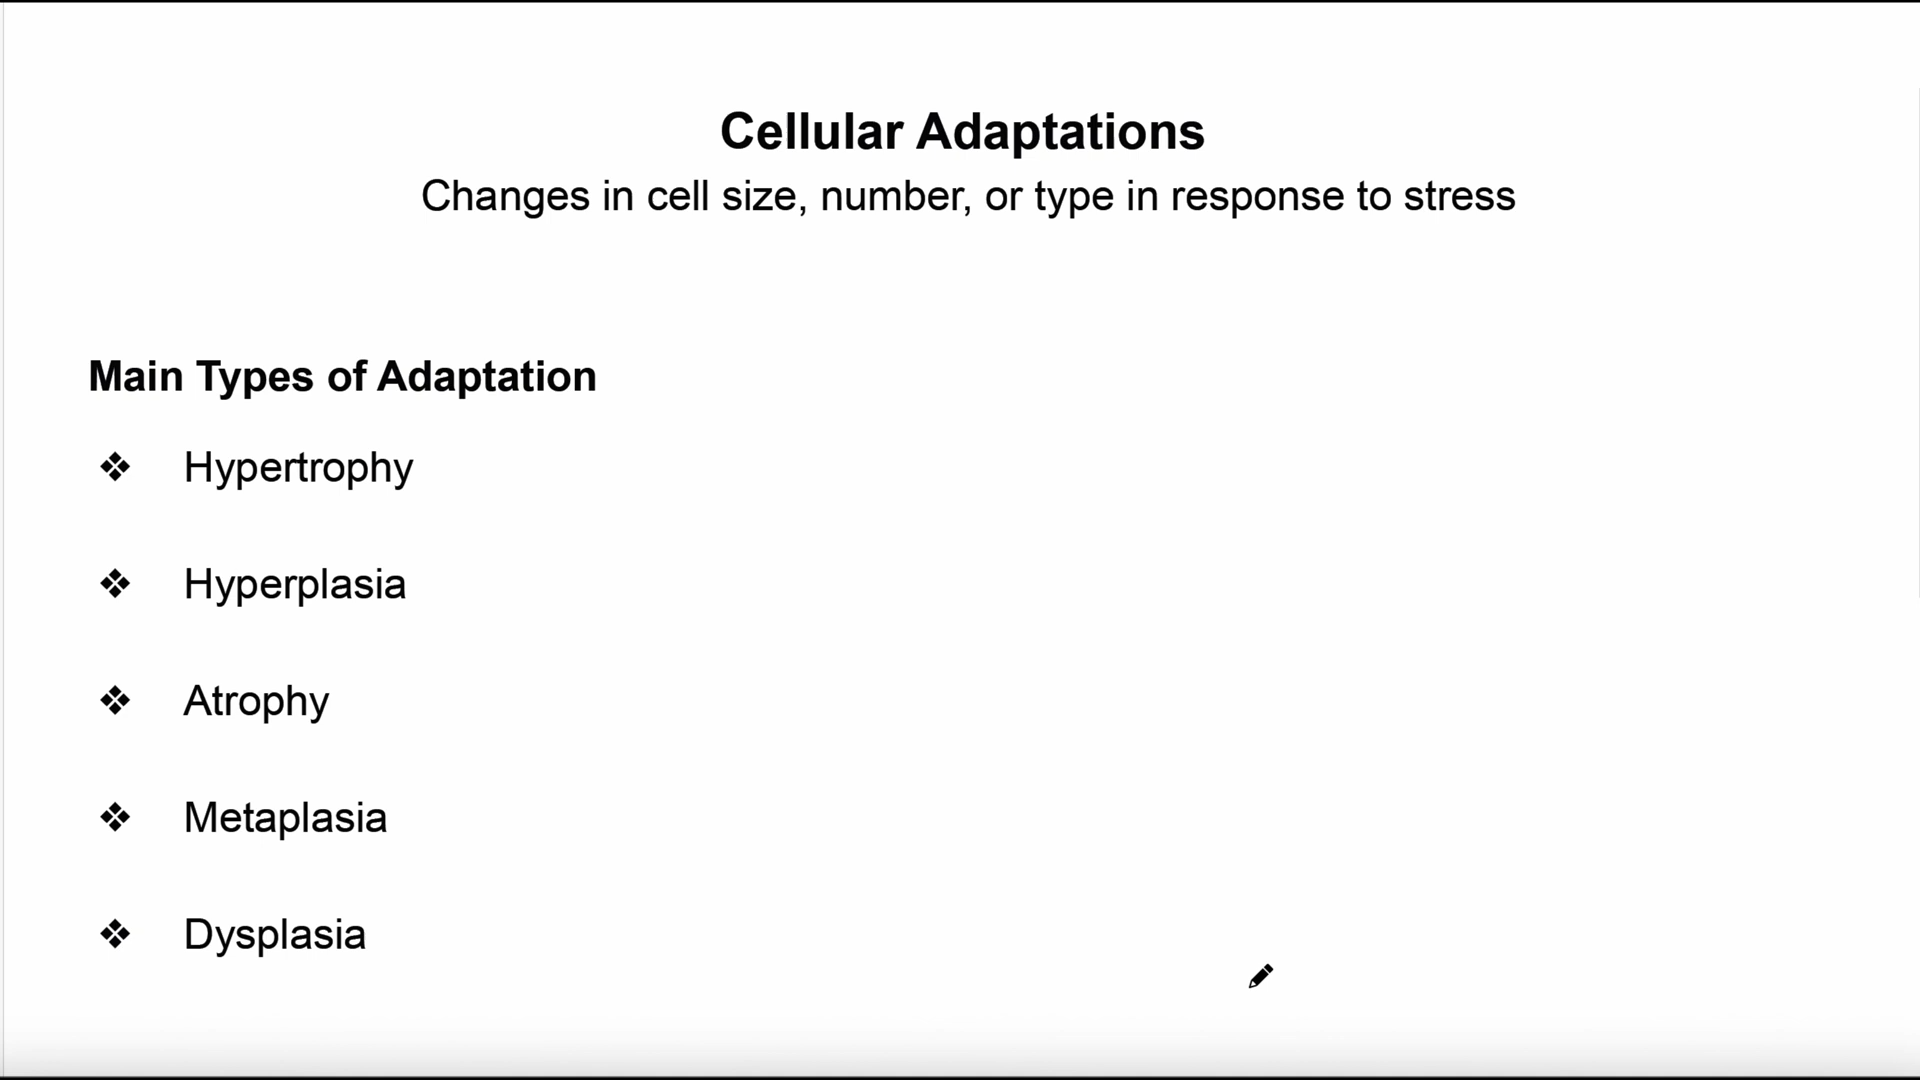 Cellular Adaptations
Changes in cell size, number, or type in response to stress
Main Types of Adaptation
❖ Hypertrophy
❖ Hyperplasia
❖ Atrophy
❖ Metaplasia
❖ Dysplasia